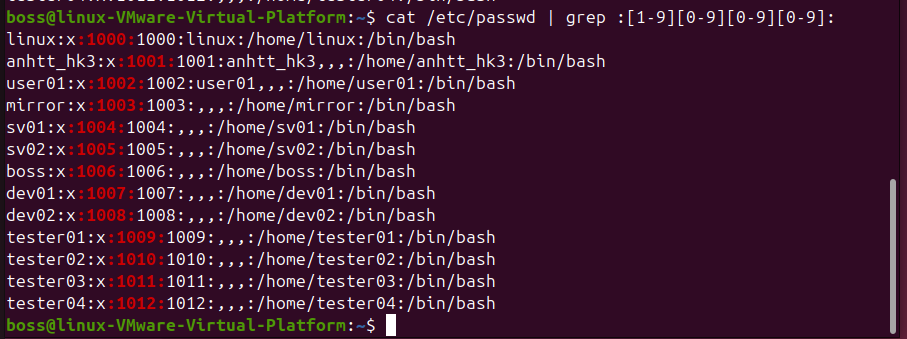 boss@linux-VMware-Virtual-Platform:~$ cat /etc/passwd | grep :[1-9][0-9][0-9][0-9]:
linux:x:1000:1000:linux:/home/linux:/bin/bash
anhtt_hk3:x:1001:1001:anhtt_hk3,,,:/home/anhtt_hk3:/bin/bash
user01:x:1002:1002:user01,,,:/home/user01:/bin/bash
mirror:x:1003:1003:,,,:/home/mirror:/bin/bash
sv01:x:1004:1004:,,,:/home/sv01:/bin/bash
sv02:x:1005:1005:,,,:/home/sv02:/bin/bash
boss:x:1006:1006:,,,:/home/boss:/bin/bash
dev01:x:1007:1007:,,,:/home/dev01:/bin/bash
dev02:x:1008:1008:,,,:/home/dev02:/bin/bash
tester01:x:1009:1009:,,,:/home/tester01:/bin/bash
tester02:x:1010:1010:,,,:/home/tester02:/bin/bash
tester03:x:1011:1011:,,,:/home/tester03:/bin/bash
tester04:x:1012:1012:,,,:/home/tester04:/bin/bash
boss@linux-VMware-Virtual-Platform:~$